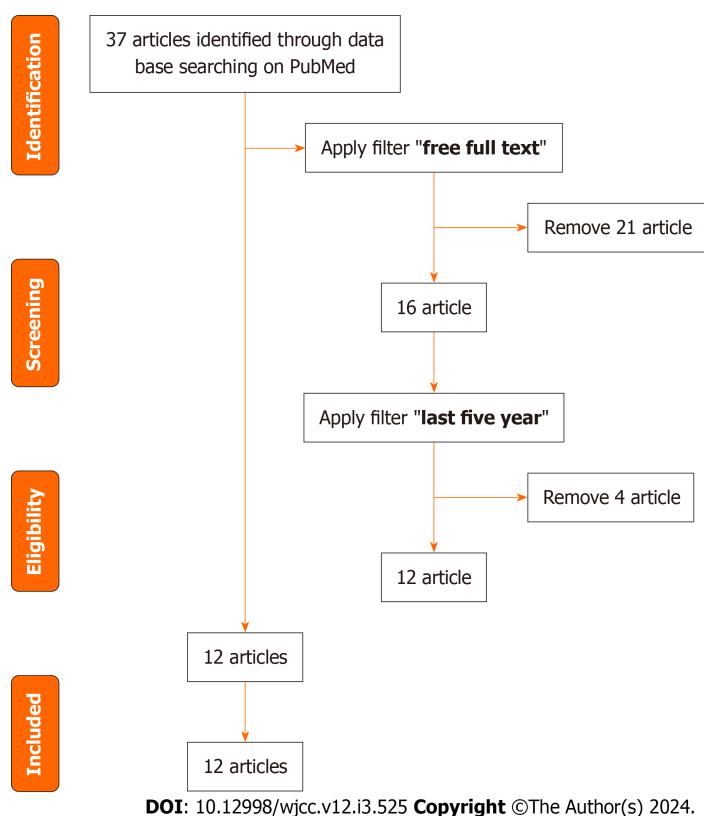 Identification
37 articles identified through data
base searching on PubMed
Apply filter "free full text"
Remove 21 article
Screening
16 article
Apply filter "last five year"
Eligibility
Remove 4 article
12 article
12 articles
Included
12 articles
DOI: 10.12998/wjcc.v12.i3.525 Copyright ©The Author(s) 2024.